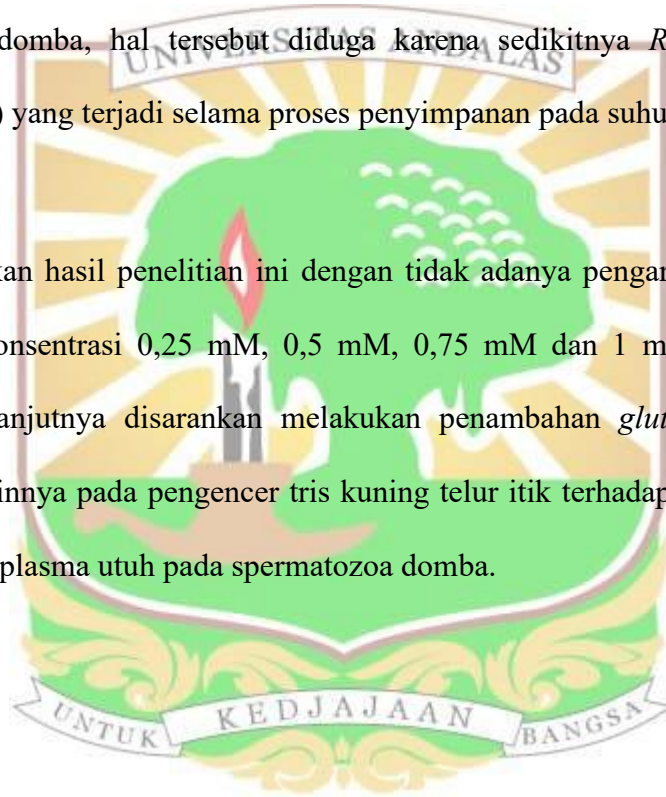 domba, hal tersebut diduga karena sedikitnya R
UNIVERSITAS ANDALAS
) yang terjadi selama proses penyimpanan pada suhu
kan hasil penelitian ini dengan tidak adanya pengar
onsentrasi 0,25 mM, 0,5 mM, 0,75 mM dan 1 m
anjutnya disarankan melakukan penambahan glut
innya pada pengencer tris kuning telur itik terhadap
plasma utuh pada spermatozoa domba.
UNTUK KEDJAJAAN BANGSA